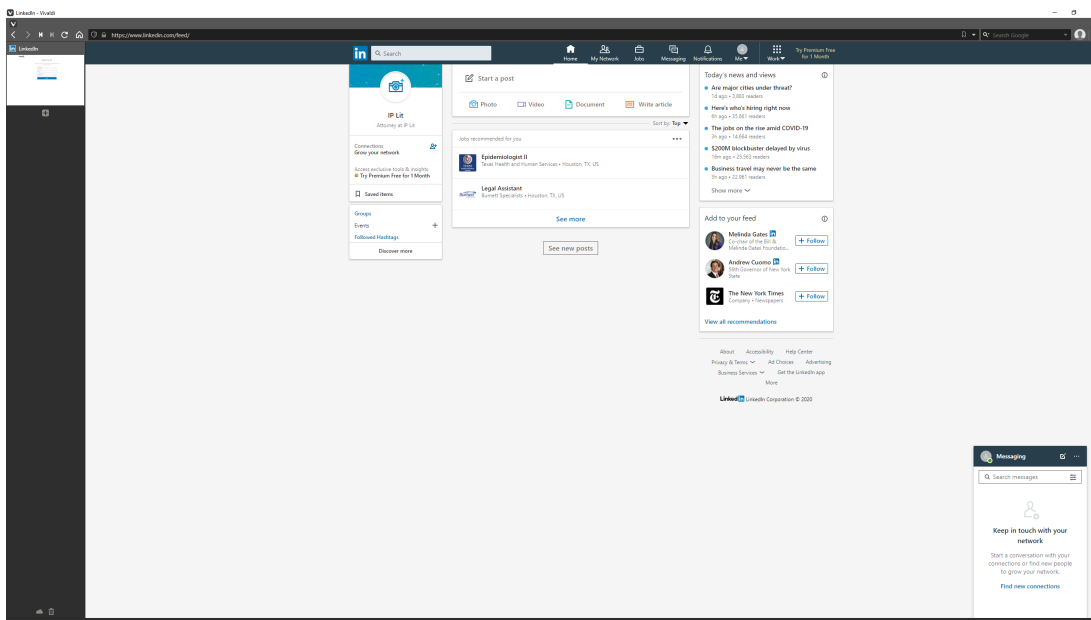 LinkedIn - Vivaldi
https://www.linkedin.com/feed/
Search Google
LinkedIn
in
Search
Home
My Network
Jobs
Messaging
Notifications
Me
Work
Try Premium Free
for 1 Month
IP Lit
Attorney at IP Lit
Connections
Grow your network
Access exclusive tools & insights
Try Premium Free for 1 Month
Saved items
Groups
Events
Followed Hashtags
Discover more
Start a post
Photo
Video
Document
Write article
Sort by: Top
Jobs recommended for you
Epidemiologist II
Texas Health and Human Services • Houston, TX, US
Legal Assistant
Burnett Specialists • Houston, TX, US
See more
See new posts
Today's news and views
Are major cities under threat?
1d ago • 3,883 readers
Here's who's hiring right now
6h ago • 35,661 readers
The jobs on the rise amid COVID-19
3h ago • 14,664 readers
$200M blockbuster delayed by virus
16m ago • 25,563 readers
Business travel may never be the same
5h ago • 22,961 readers
Show more
Add to your feed
Melinda Gates in
Co-chair of the Bill &
Melinda Gates Foundatio...
+ Follow
Andrew Cuomo in
56th Governor of New York
State
+ Follow
The New York Times
Company • Newspapers
+ Follow
View all recommendations
About Accessibility Help Center
Privacy & Terms Ad Choices Advertising
Business Services Get the LinkedIn app
More
LinkedIn LinkedIn Corporation © 2020
Messaging
Search messages
Keep in touch with your
network
Start a conversation with your
connections or find new people
to grow your network.
Find new connections